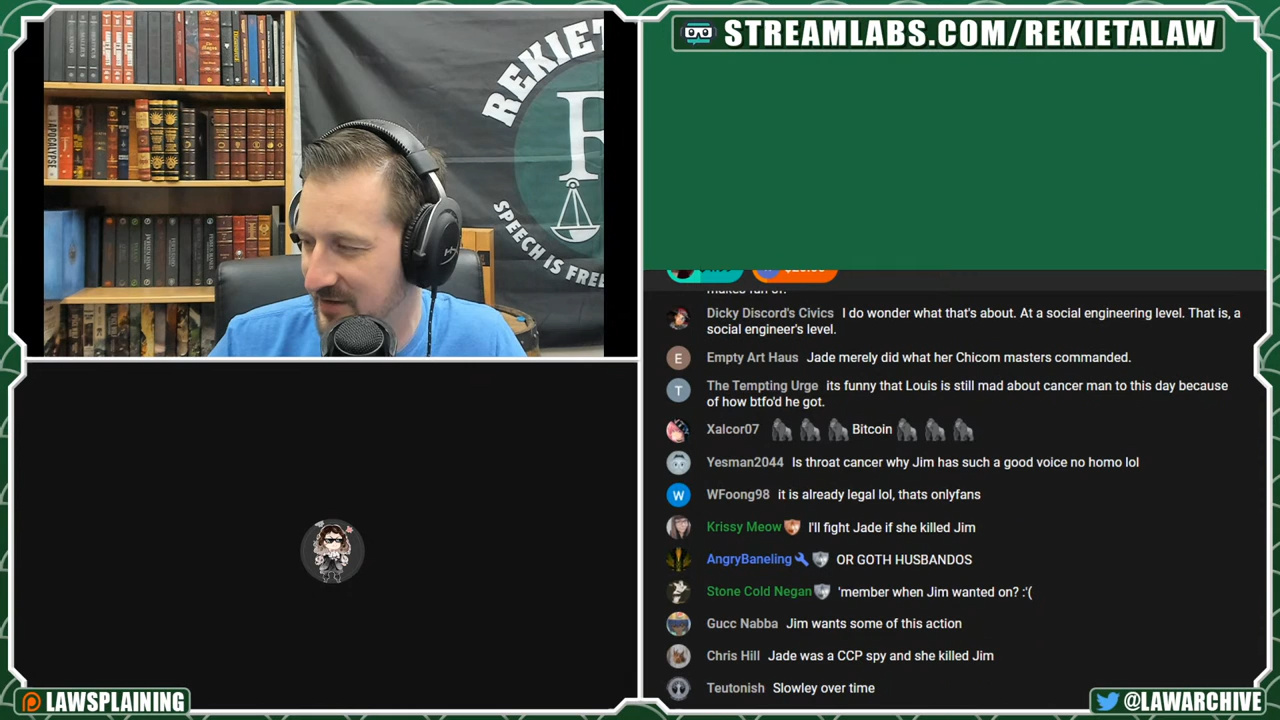 STREAMLABS.COM/REKIETALAW
REKIET
SPEECH IS FREE
APOCALYPSE
makes fun of.
Dicky Discord's Civics I do wonder what that's about. At a social engineering level. That is, a
social engineer's level.
E
Empty Art Haus Jade merely did what her Chicom masters commanded.
T
The Tempting Urge its funny that Louis is still mad about cancer man to this day because
of how btfo'd he got.
Xalcor07 🦍 🦍 🦍 Bitcoin 🦍 🦍 🦍
Yesman2044 Is throat cancer why Jim has such a good voice no homo lol
W
WFoong98 it is already legal lol, thats onlyfans
Krissy Meow I'll fight Jade if she killed Jim
AngryBaneling OR GOTH HUSBANDOS
Stone Cold Negan 'member when Jim wanted on? :'(
Gucc Nabba Jim wants some of this action
Chris Hill Jade was a CCP spy and she killed Jim
Teutonish Slowley over time
LAWSPLAINING
@LAWARCHIVE